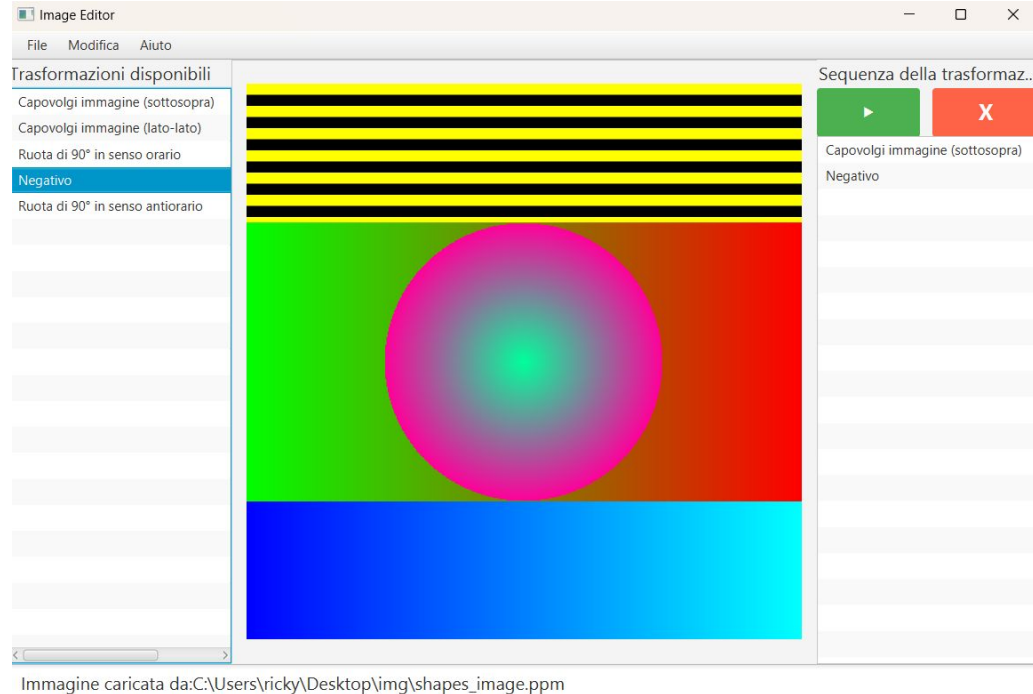 Image Editor
File Modifica Aiuto
Trasformazioni disponibili
Capovolgi immagine (sottosopra)
Capovolgi immagine (lato-lato)
Ruota di 90° in senso orario
Negativo
Ruota di 90° in senso antiorario
Sequenza della trasformaz...
X
Capovolgi immagine (sottosopra)
Negativo
Immagine caricata da:C:\Users\ricky\Desktop\img\shapes_image.ppm